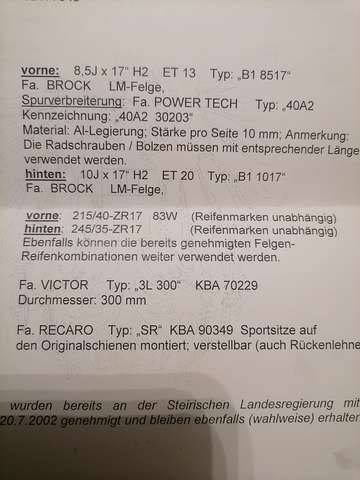 vorne: 8,5J x 17" H2 ET 13 Typ: „B1 8517"
Fa. BROCK LM-Felge,
Spurverbreiterung: Fa. POWER TECH Typ: „40A2
Kennzeichnung: „40A2 30203"
Material: Al-Legierung; Stärke pro Seite 10 mm; Anmerkung:
Die Radschrauben / Bolzen müssen mit entsprechender Länge
verwendet werden.
hinten: 10J x 17" H2 ET 20 Typ: „B1 1017"
Fa. BROCK LM-Felge,
vorne: 215/40-ZR17 83W (Reifenmarken unabhängig)
hinten: 245/35-ZR17 (Reifenmarken unabhängig)
Ebenfalls können die bereits genehmigten Felgen-
Reifenkombinationen weiter verwendet werden.
Fa. VICTOR Typ: „3L 300" KBA 70229
Durchmesser: 300 mm
Fa. RECARO Typ: „SR" KBA 90349 Sportsitze auf
den Originalschienen montiert; verstellbar (auch Rückenlehne
wurden bereits an der Steirischen Landesregierung mit
20.7.2002 genehmigt und bleiben ebenfalls (wahlweise) erhalten